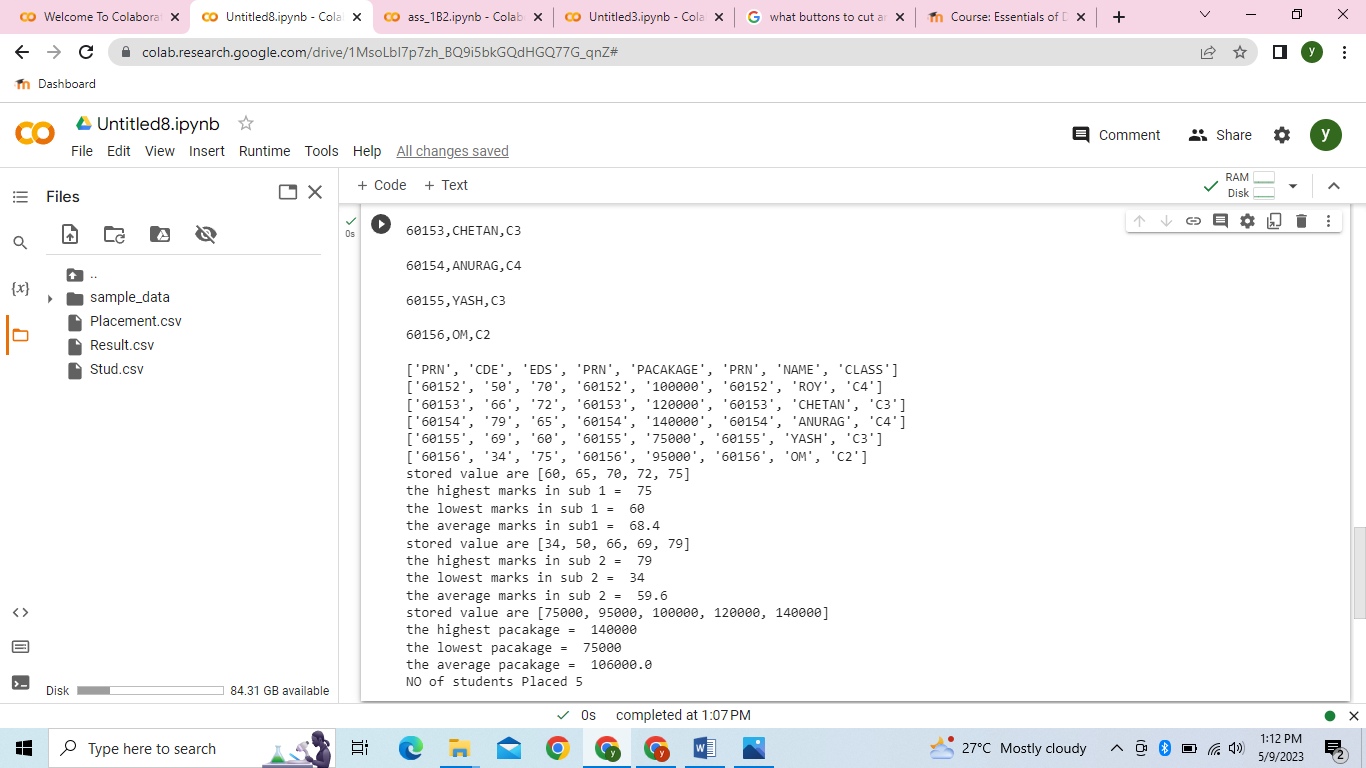 Welcome To Colaborat
Untitled8.ipynb - Cola
ass_1B2.ipynb - Colab
Untitled3.ipynb - Cola
what buttons to cut a
Course: Essentials of D
colab.research.google.com/drive/1MsoLbI7p7zh_BQ9i5bkGQdHGQ77G_qnZ#
y
Dashboard
Untitled8.ipynb
File Edit View Insert Runtime Tools Help All changes saved
Comment Share y
Files
+ Code + Text
RAM
Disk
..
sample_data
Placement.csv
Result.csv
Stud.csv
{x}
Disk 84.31 GB available
0s
60153,CHETAN,C3
60154,ANURAG,C4
60155,YASH,C3
60156,OM,C2
['PRN', 'CDE', 'EDS', 'PRN', 'PACAKAGE', 'PRN', 'NAME', 'CLASS']
['60152', '50', '70', '60152', '100000', '60152', 'ROY', 'C4']
['60153', '66', '72', '60153', '120000', '60153', 'CHETAN', 'C3']
['60154', '79', '65', '60154', '140000', '60154', 'ANURAG', 'C4']
['60155', '69', '60', '60155', '75000', '60155', 'YASH', 'C3']
['60156', '34', '75', '60156', '95000', '60156', 'OM', 'C2']
stored value are [60, 65, 70, 72, 75]
the highest marks in sub 1 =  75
the lowest marks in sub 1 =  60
the average marks in sub1 =  68.4
stored value are [34, 50, 66, 69, 79]
the highest marks in sub 2 =  79
the lowest marks in sub 2 =  34
the average marks in sub 2 =  59.6
stored value are [75000, 95000, 100000, 120000, 140000]
the highest pacakage =  140000
the lowest pacakage =  75000
the average pacakage =  106000.0
NO of students Placed 5
0s completed at 1:07 PM
Type here to search
27°C Mostly cloudy
1:12 PM
5/9/2023
2